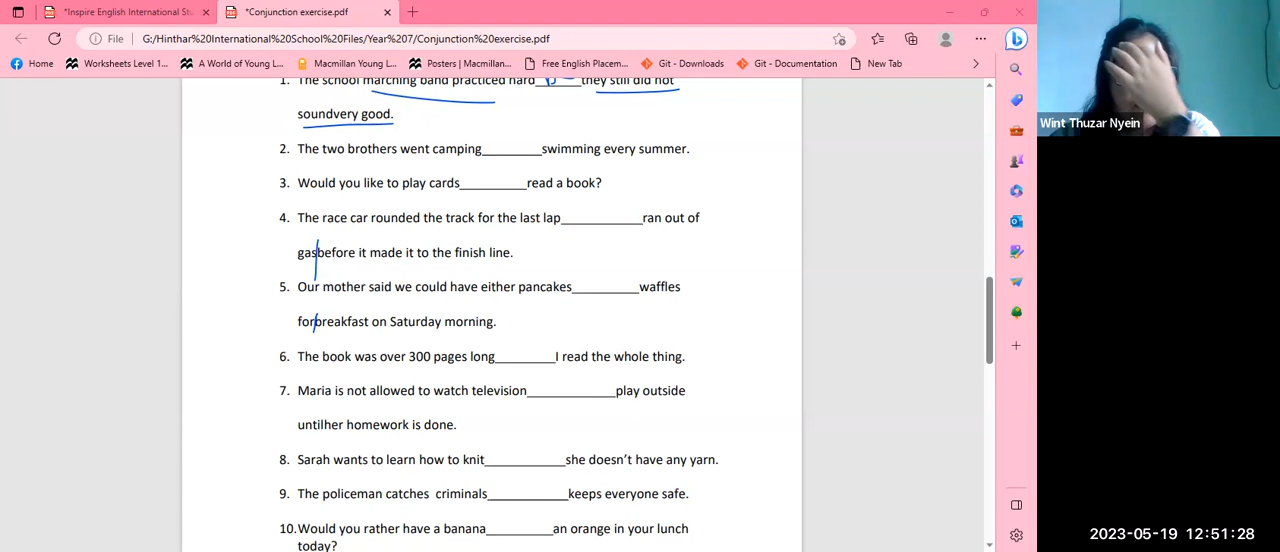 *Inspire English International Stu
*Conjunction exercise.pdf
File
G:/Hinthar%20International%20School%20Files/Year%207/Conjunction%20exercise.pdf
Home
Worksheets Level 1...
A World of Young L...
Macmillan Young L...
Posters | Macmillan...
Free English Placem...
Git - Downloads
Git - Documentation
New Tab
1. The school marching band practiced hard______they still did not
soundvery good.
2. The two brothers went camping_________swimming every summer.
3. Would you like to play cards__________read a book?
4. The race car rounded the track for the last lap____________ran out of
gasbefore it made it to the finish line.
5. Our mother said we could have either pancakes__________waffles
forbreakfast on Saturday morning.
6. The book was over 300 pages long_________I read the whole thing.
7. Maria is not allowed to watch television_____________play outside
untilher homework is done.
8. Sarah wants to learn how to knit____________she doesn't have any yarn.
9. The policeman catches criminals____________keeps everyone safe.
10.Would you rather have a banana__________an orange in your lunch
today?
Wint Thuzar Nyein
2023-05-19 12:51:28